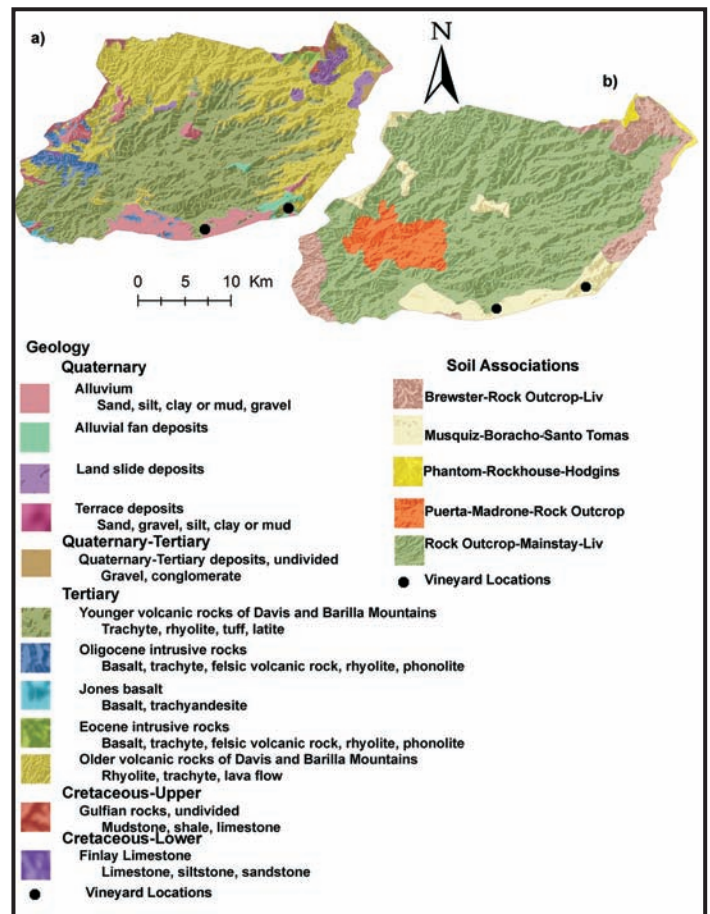 a)
N
b)
0 5 10 Km
Geology
Quaternary
Alluvium
Sand, silt, clay or mud, gravel
Alluvial fan deposits
Land slide deposits
Terrace deposits
Sand, gravel, silt, clay or mud
Quaternary-Tertiary
Quaternary-Tertiary deposits, undivided
Gravel, conglomerate
Tertiary
Younger volcanic rocks of Davis and Barilla Mountains
Trachyte, rhyolite, tuff, latite
Oligocene intrusive rocks
Basalt, trachyte, felsic volcanic rock, rhyolite, phonolite
Jones basalt
Basalt, trachyandesite
Eocene intrusive rocks
Basalt, trachyte, felsic volcanic rock, rhyolite, phonolite
Older volcanic rocks of Davis and Barilla Mountains
Rhyolite, trachyte, lava flow
Cretaceous-Upper
Gulfian rocks, undivided
Mudstone, shale, limestone
Cretaceous-Lower
Finlay Limestone
Limestone, siltstone, sandstone
Vineyard Locations
Soil Associations
Brewster-Rock Outcrop-Liv
Musquiz-Boracho-Santo Tomas
Phantom-Rockhouse-Hodgins
Puerta-Madrone-Rock Outcrop
Rock Outcrop-Mainstay-Liv
Vineyard Locations